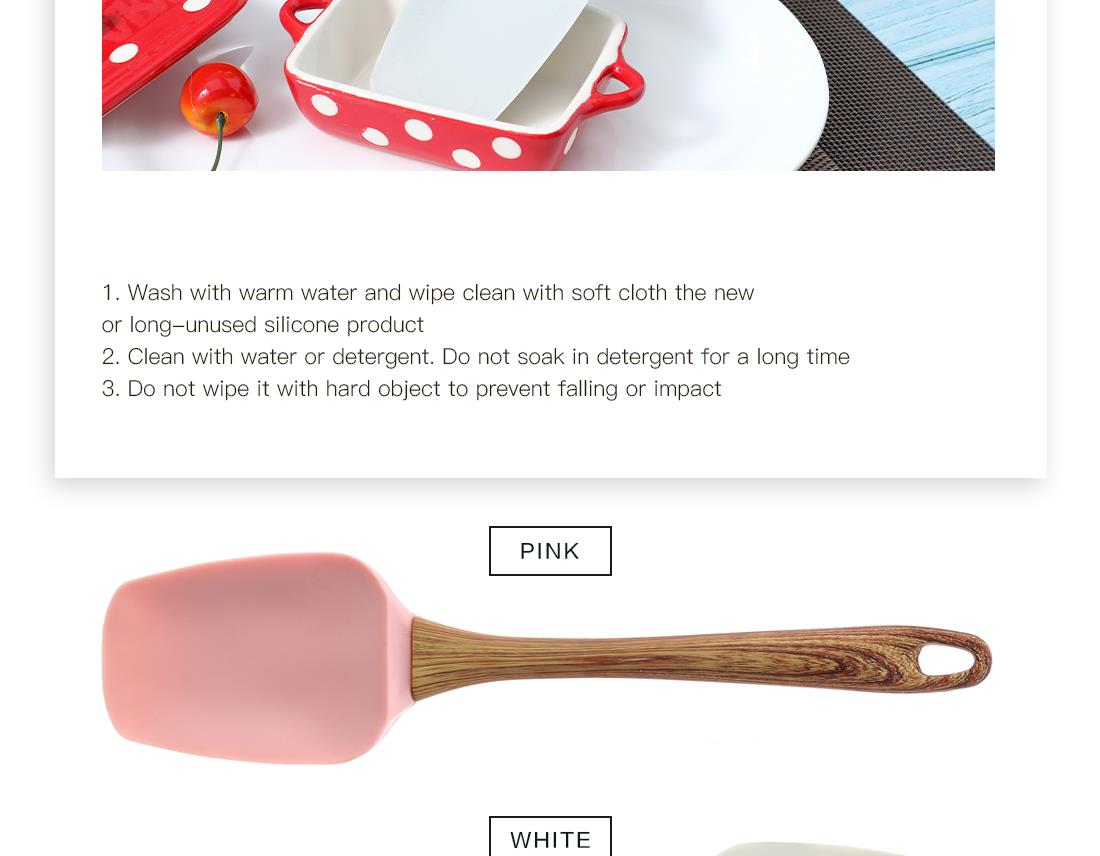 1. Wash with warm water and wipe clean with soft cloth the new
or long-unused silicone product
2. Clean with water or detergent. Do not soak in detergent for a long time
3. Do not wipe it with hard object to prevent falling or impact
PINK
WHITE